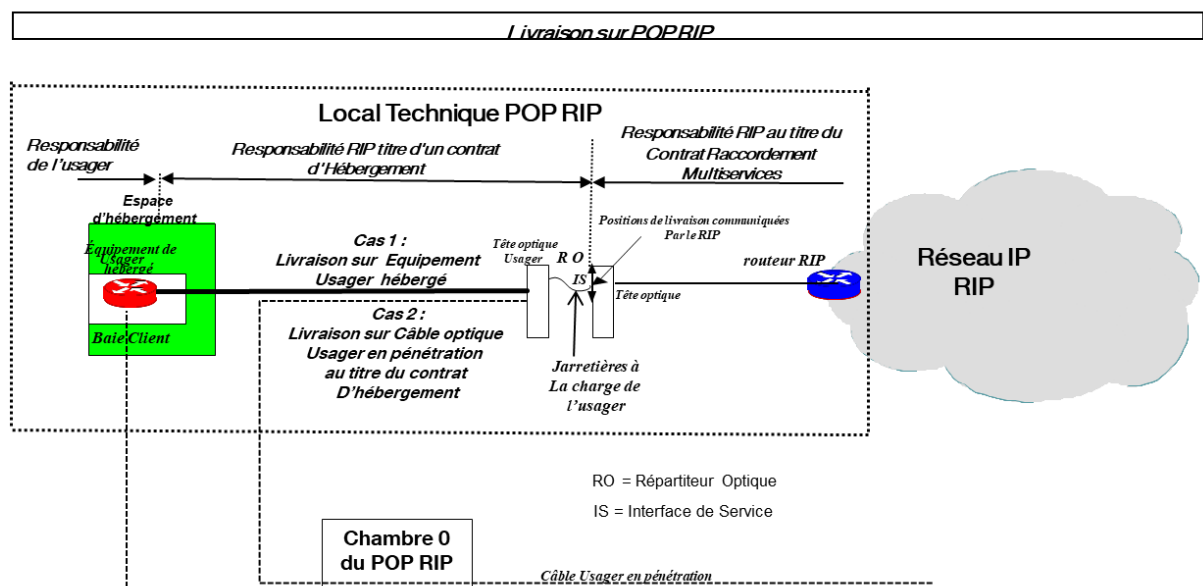 Livraison sur POP RIP
Local Technique POP RIP
Responsabilité
de l'usager
Responsabilité RIP titre d'un contrat
d'Hébergement
Responsabilité RIP au titre du
Contrat Raccordement
Multiservices
Espace
d'hébergement
Équipement de
Usager
hébergé
Baie Client
Cas 1 :
Livraison sur Equipement
Usager hébergé
Cas 2 :
Livraison sur Câble optique
Usager en pénétration
au titre du contrat
D'hébergement
Tête optique
Usager
R O
IS
Positions de livraison communiquées
Par le RIP
Tête optique
Jarretières à
La charge de
l'usager
routeur RIP
Réseau IP
RIP
RO = Répartiteur Optique
IS = Interface de Service
Chambre 0
du POP RIP
Câble Usager en pénétration